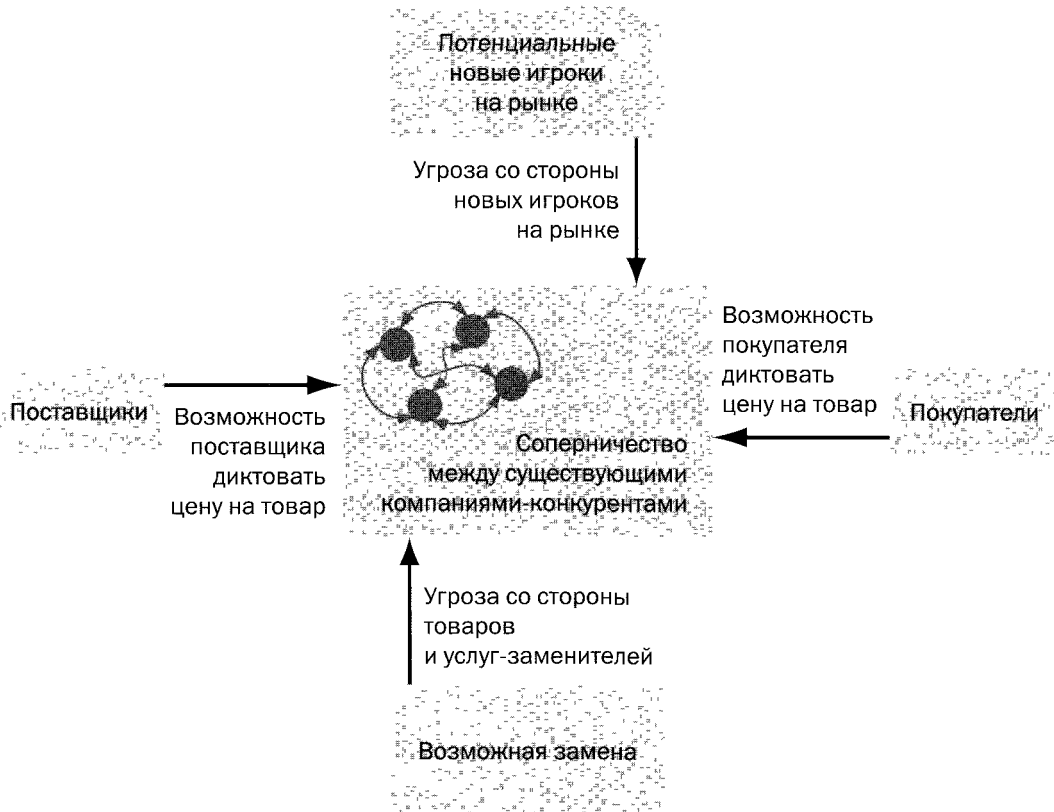 Потенциальные
новые игроки
на рынке
Угроза со стороны
новых игроков
на рынке
Возможность
покупателя
диктовать
цену на товар
Поставщики
Возможность
поставщика
диктовать
цену на товар
Покупатели
Соперничество
между существующими
компаниями-конкурентами
Угроза со стороны
товаров
и услуг-заменителей
Возможная замена